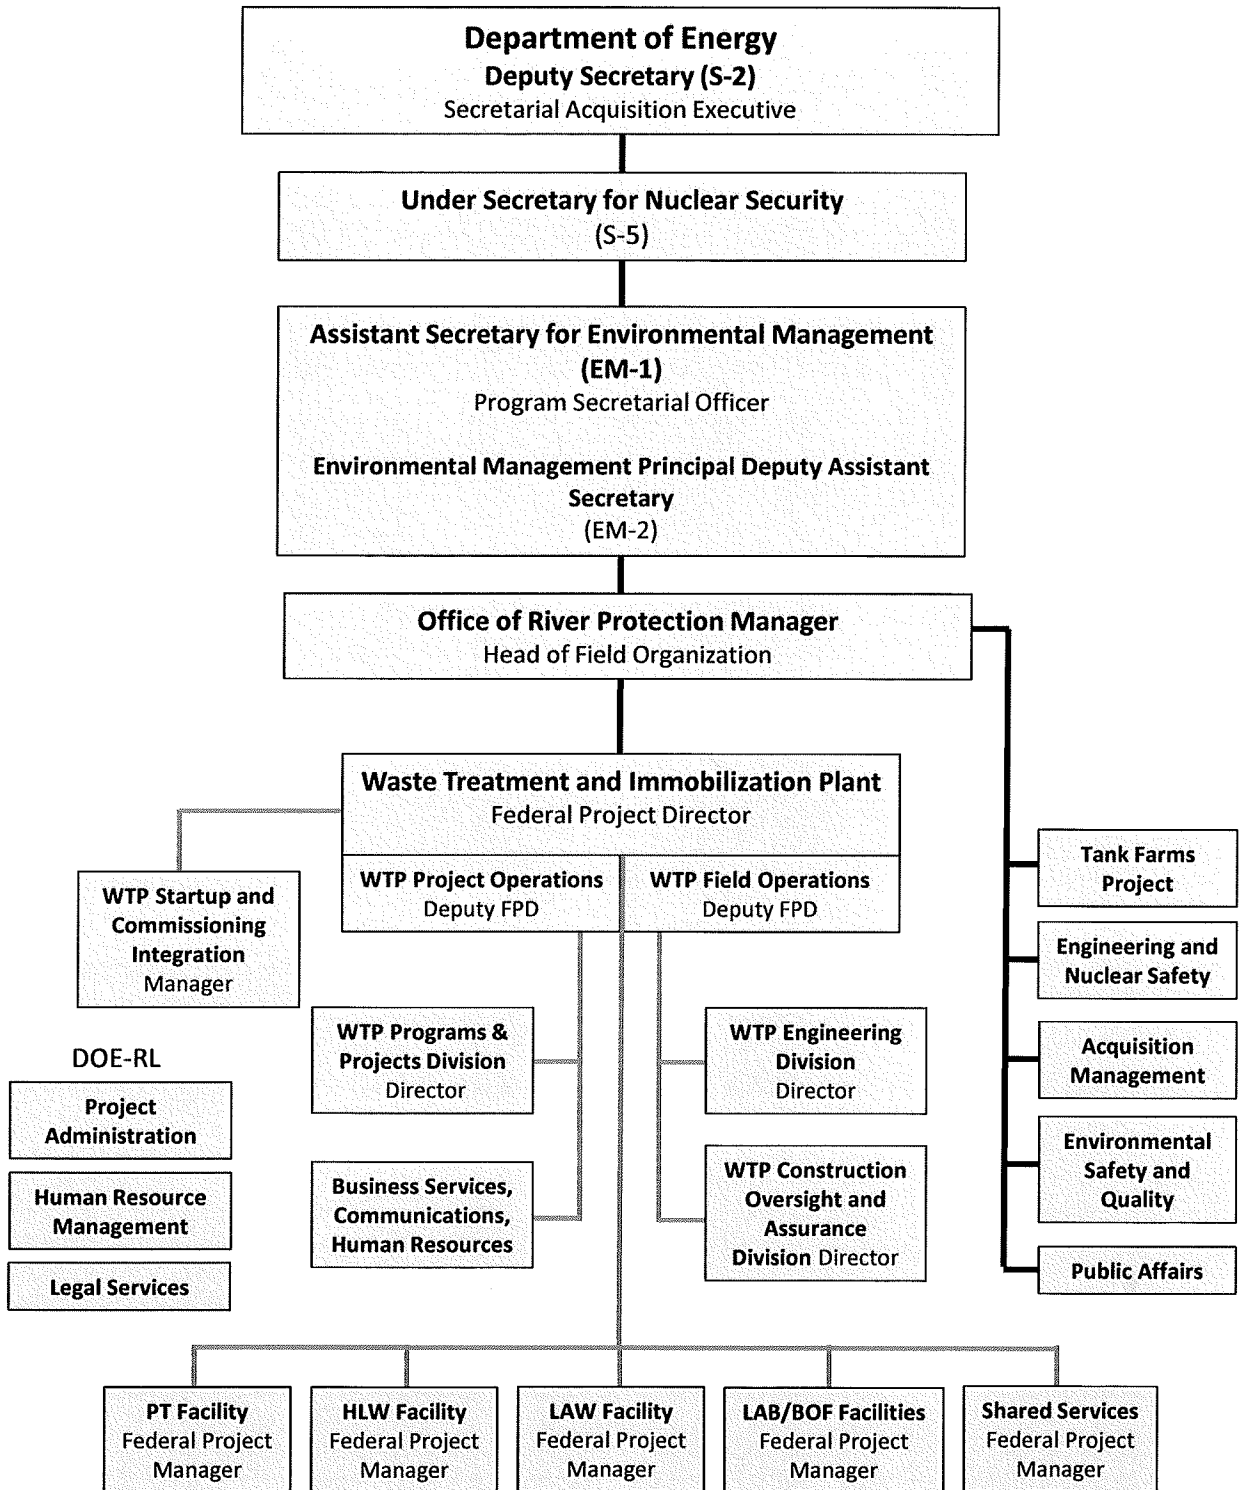 Department of Energy
Deputy Secretary (S-2)
Secretarial Acquisition Executive
Under Secretary for Nuclear Security
(S-5)
Assistant Secretary for Environmental Management
(EM-1)
Program Secretarial Officer
Environmental Management Principal Deputy Assistant
Secretary
(EM-2)
Office of River Protection Manager
Head of Field Organization
Waste Treatment and Immobilization Plant
Federal Project Director
WTP Project Operations
Deputy FPD
WTP Field Operations
Deputy FPD
WTP Startup and
Commissioning
Integration
Manager
WTP Programs &
Projects Division
Director
Business Services,
Communications,
Human Resources
WTP Engineering
Division
Director
WTP Construction
Oversight and
Assurance
Division Director
Tank Farms
Project
Engineering and
Nuclear Safety
Acquisition
Management
Environmental
Safety and
Quality
Public Affairs
DOE-RL
Project
Administration
Human Resource
Management
Legal Services
PT Facility
Federal Project
Manager
HLW Facility
Federal Project
Manager
LAW Facility
Federal Project
Manager
LAB/BOF Facilities
Federal Project
Manager
Shared Services
Federal Project
Manager